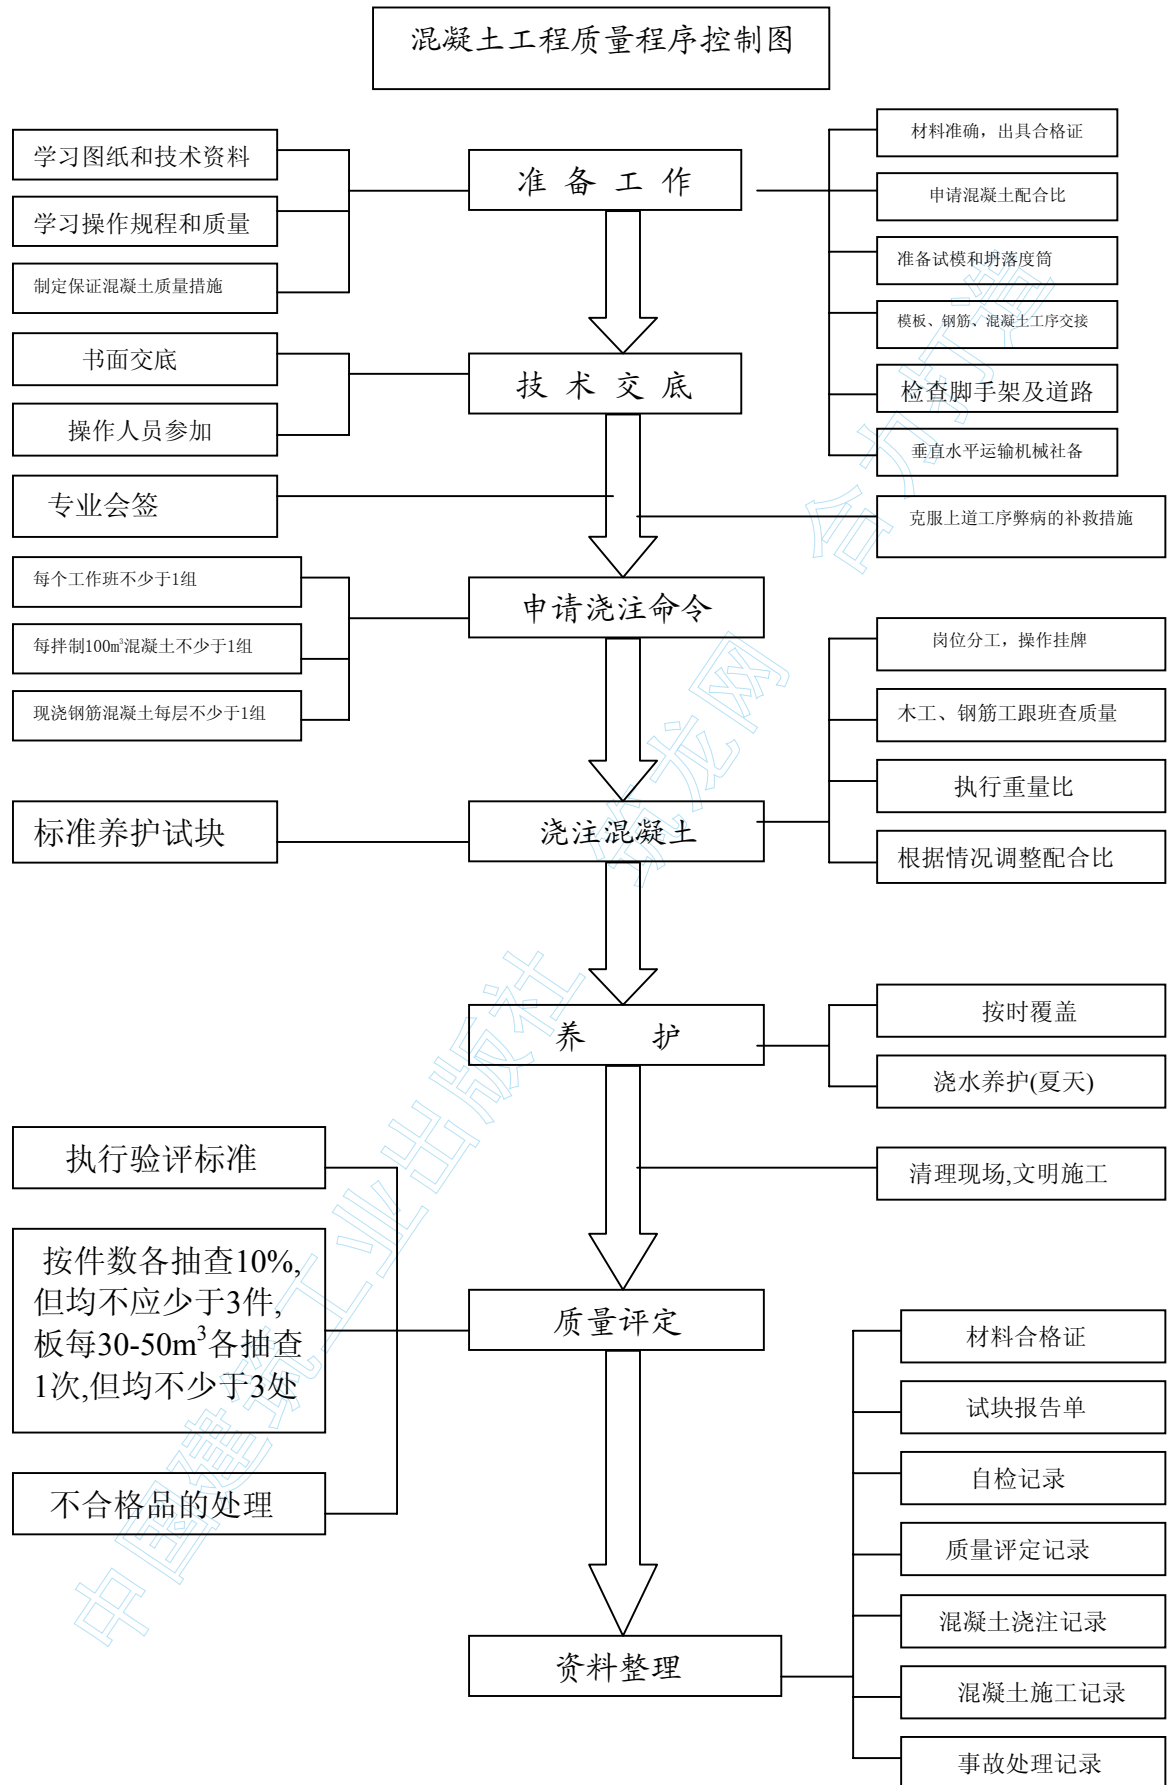 混凝土工程质量程序控制图
学习图纸和技术资料
学习操作规程和质量
制定保证混凝土质量措施
准备工作
材料准确，出具合格证
申请混凝土配合比
准备试模和坍落度筒
模板、钢筋、混凝土工序交接
检查脚手架及道路
垂直水平运输机械社备
书面交底
操作人员参加
技术交底
专业会签
克服上道工序弊病的补救措施
每个工作班不少于1组
每拌制100m³混凝土不少于1组
现浇钢筋混凝土每层不少于1组
申请浇注命令
岗位分工，操作挂牌
木工、钢筋工跟班查质量
执行重量比
根据情况调整配合比
标准养护试块
浇注混凝土
养护
按时覆盖
浇水养护(夏天)
清理现场,文明施工
执行验评标准
按件数各抽查10%,
但均不应少于3件,
板每30-50m³各抽查
1次,但均不少于3处
不合格品的处理
质量评定
材料合格证
试块报告单
自检记录
质量评定记录
混凝土浇注记录
混凝土施工记录
事故处理记录
资料整理
中国建筑工业出版社 筑龙网 合力打造